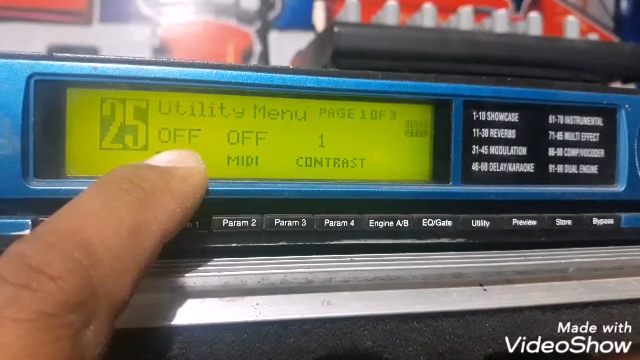 25 Utility Menu PAGE 1 OF 3
OFF OFF 1
MIDI CONTRAST
1-10 SHOWCASE
11-30 REVERBS
31-45 MODULATION
46-60 DELAY/KARAOKE
61-70 INSTRUMENTAL
71-85 MULTI EFFECT
86-90 COMP/VOCODER
91-99 DUAL ENGINE
Param 2 Param 3 Param 4 Engine A/B EQ/Gate Utility Preview Store Bypass
Made with
VideoShow